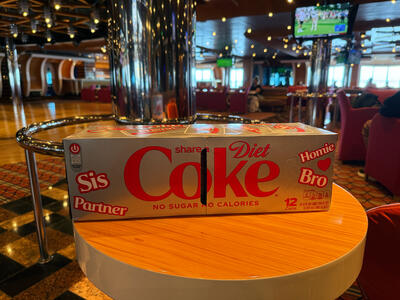 share a
Diet
Coke
NO SUGAR NO CALORIES
Sis
Partner
Homie
Bro
12